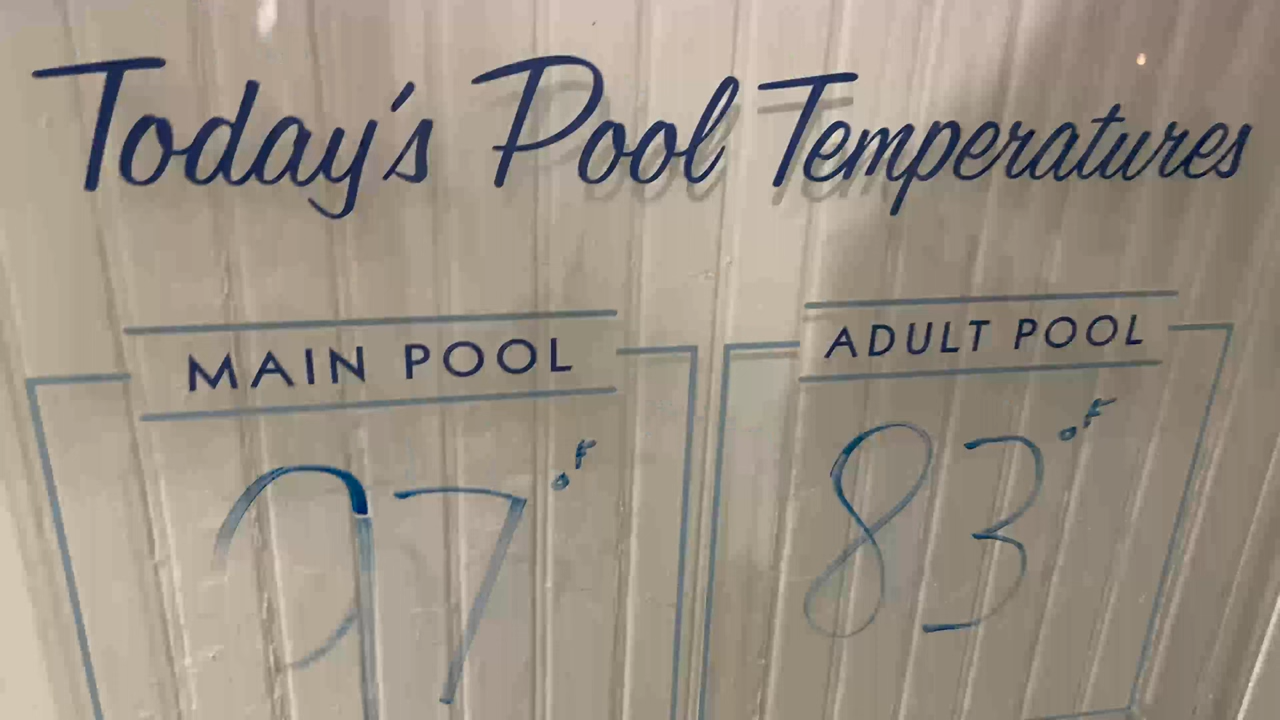 Today's Pool Temperatures
MAIN POOL
97°F
ADULT POOL
83°F